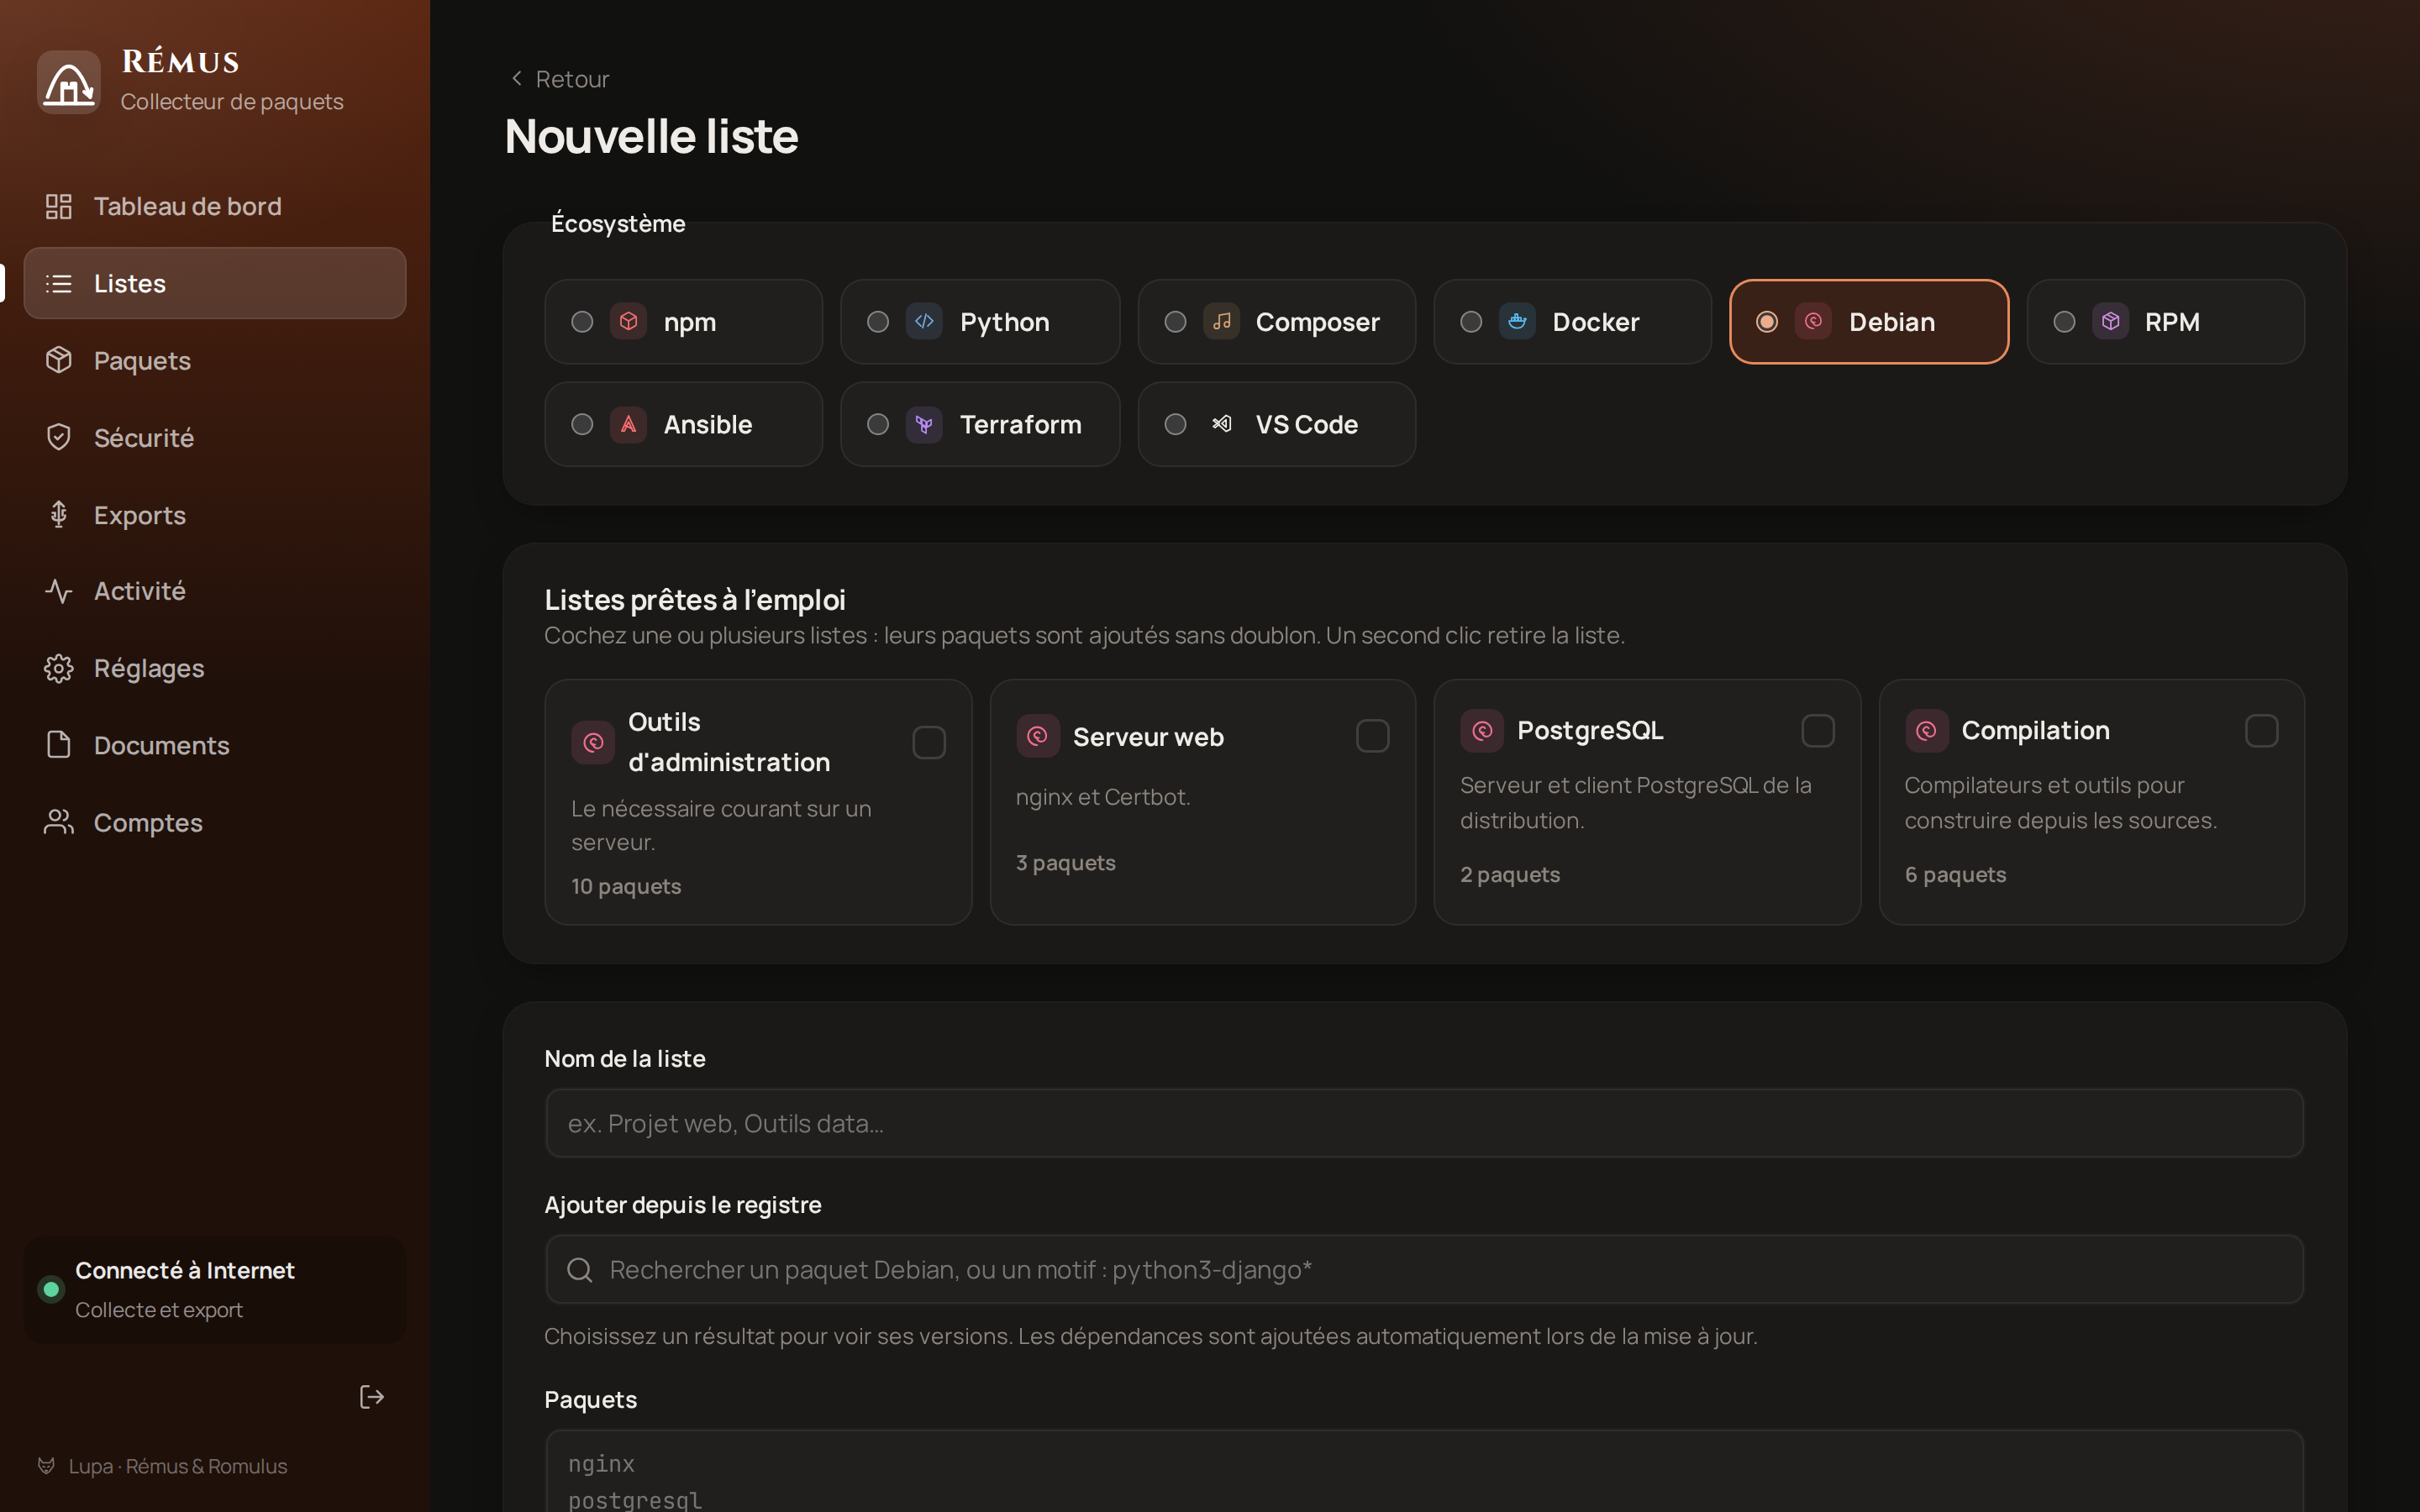 RÉMUS
Collecteur de paquets
Tableau de bord
Listes
Paquets
Sécurité
Exports
Activité
Réglages
Documents
Comptes
Connecté à Internet
Collecte et export
Lupa · Rémus & Romulus
Retour
Nouvelle liste
Écosystème
npm
Python
Composer
Docker
Debian
RPM
Ansible
Terraform
VS Code
Listes prêtes à l’emploi
Cochez une ou plusieurs listes : leurs paquets sont ajoutés sans doublon. Un second clic retire la liste.
Outils
d'administration
Le nécessaire courant sur un
serveur.
10 paquets
Serveur web
nginx et Certbot.
3 paquets
PostgreSQL
Serveur et client PostgreSQL de la
distribution.
2 paquets
Compilation
Compilateurs et outils pour
construire depuis les sources.
6 paquets
Nom de la liste
ex. Projet web, Outils data…
Ajouter depuis le registre
Rechercher un paquet Debian, ou un motif : python3-django*
Choisissez un résultat pour voir ses versions. Les dépendances sont ajoutées automatiquement lors de la mise à jour.
Paquets
nginx
postgresql